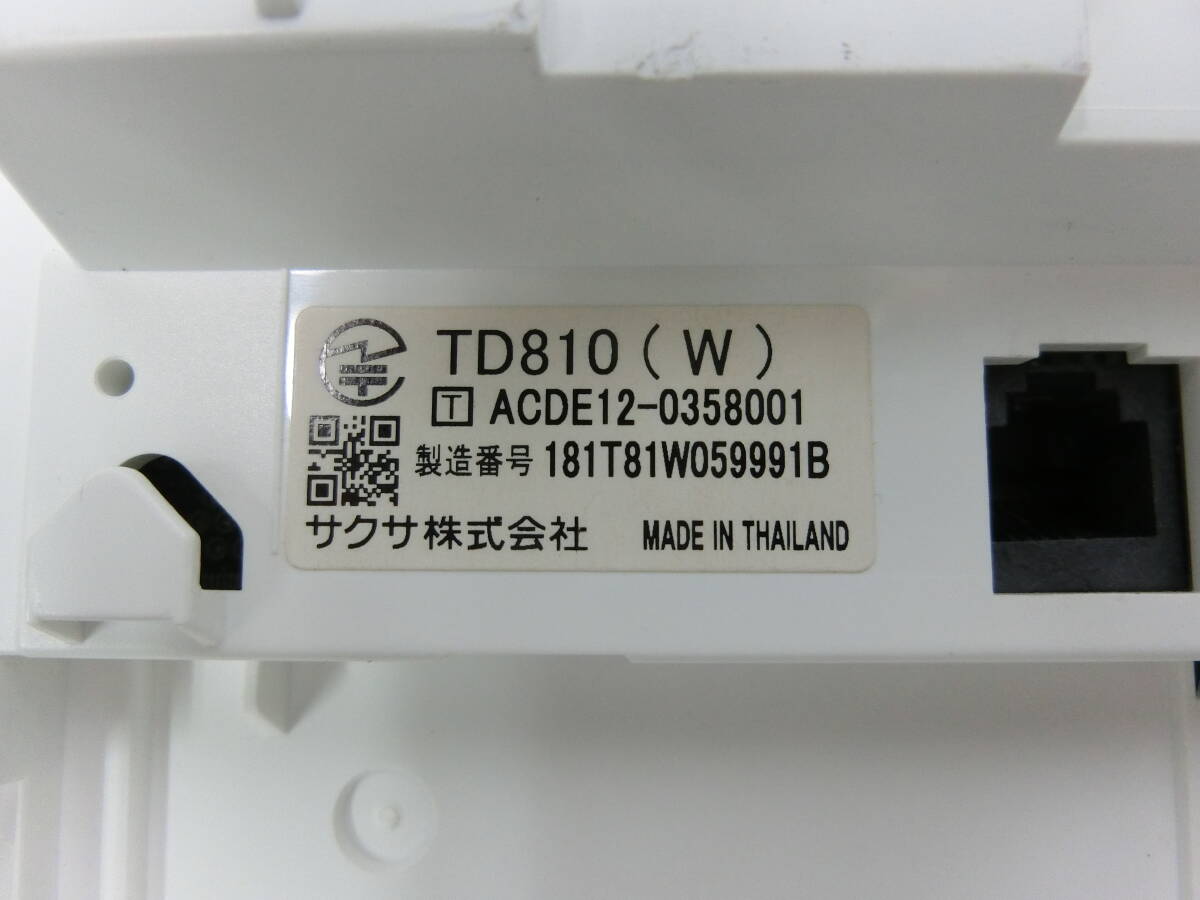 TD810（W）
T ACDE12-0358001
製造番号 181T81W059991B
サクサ株式会社 MADE IN THAILAND